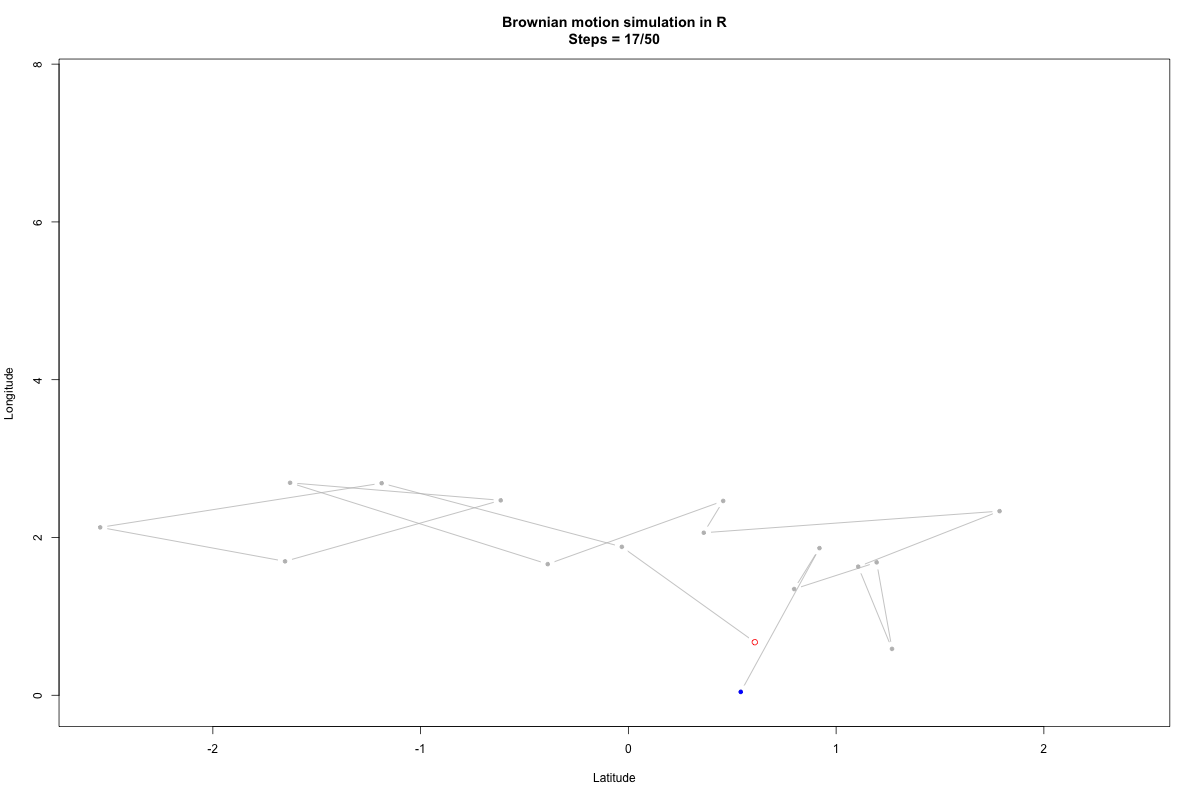 Brownian motion simulation in R
Steps = 17/50
8
6
4
2
0
Longitude
-2
-1
0
1
2
Latitude